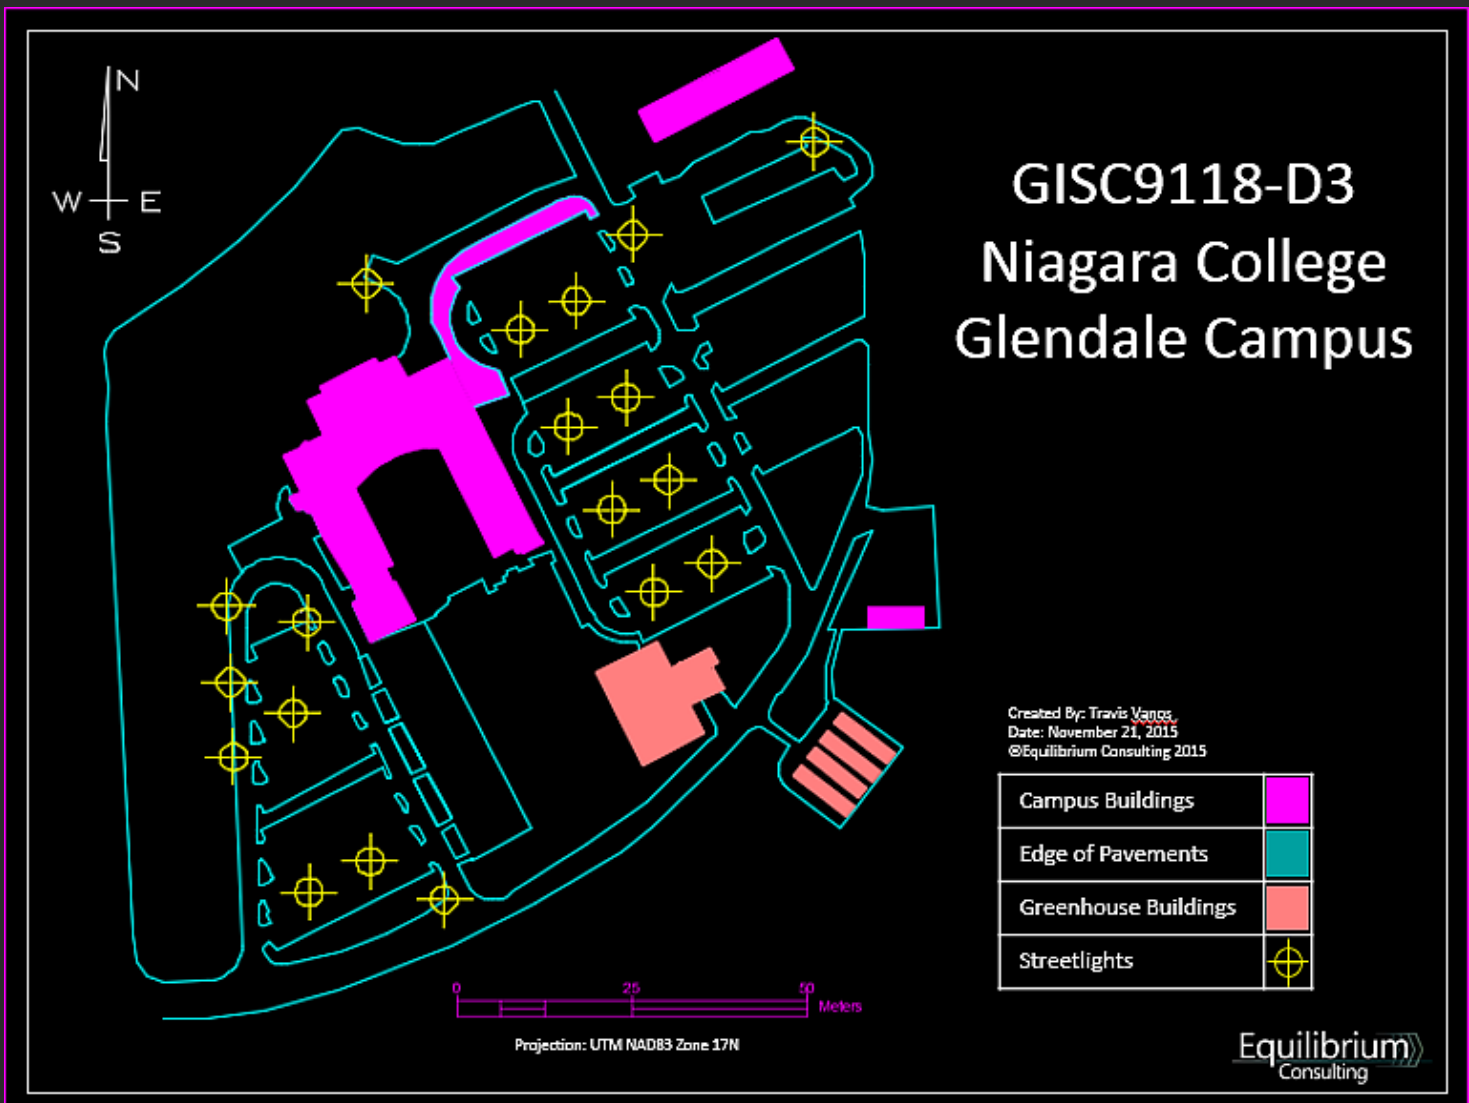 N
W E
S
GISC9118-D3
Niagara College
Glendale Campus
Created By: Travis Vanos
Date: November 21, 2015
©Equilibrium Consulting 2015
Campus Buildings
Edge of Pavements
Greenhouse Buildings
Streetlights
0 25 50
Meters
Projection: UTM NAD83 Zone 17N
Equilibrium
Consulting